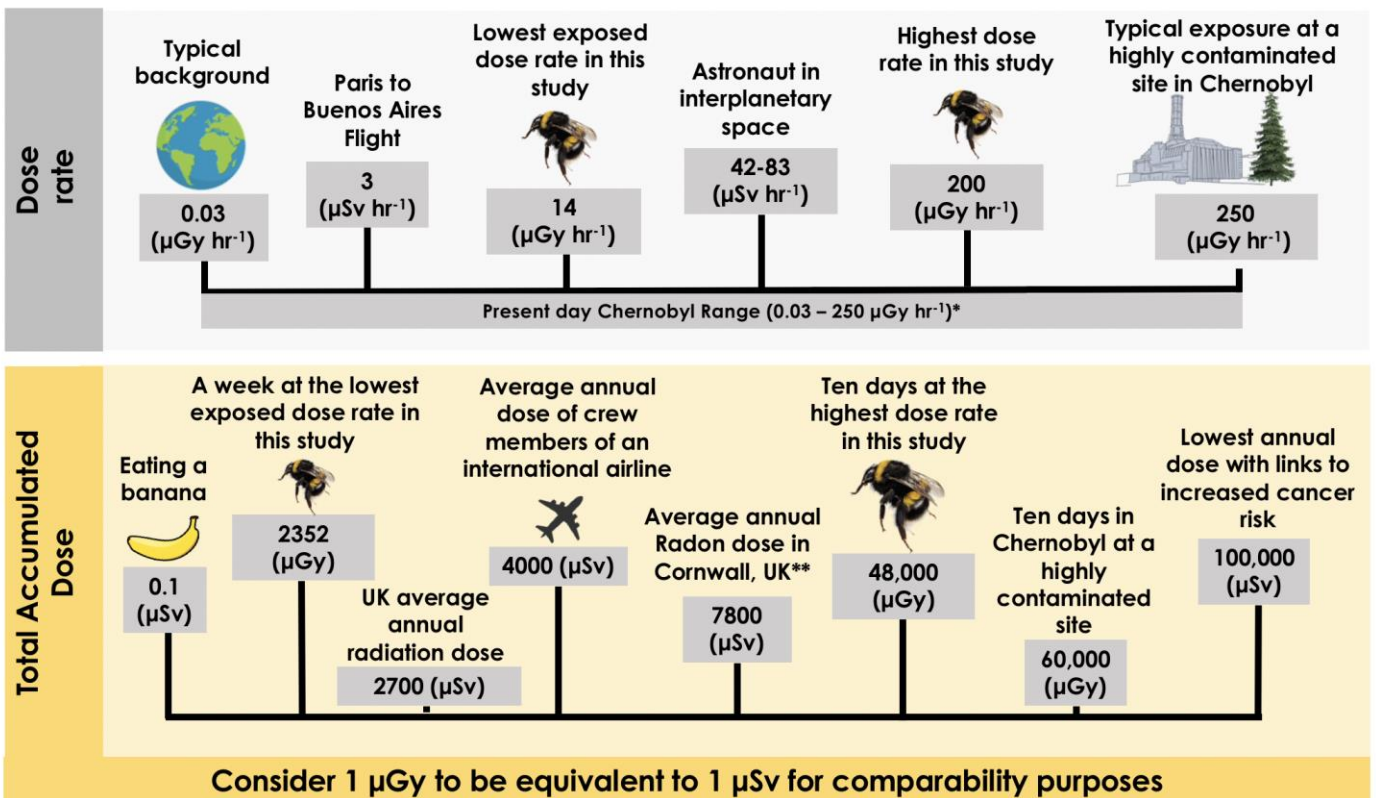 Dose
rate
Typical
background
0.03
(µGy hr-1)
Paris to
Buenos Aires
Flight
3
(µSv hr-1)
Lowest exposed
dose rate in this
study
14
(µGy hr-1)
Astronaut in
interplanetary
space
42-83
(µSv hr-1)
Highest dose
rate in this study
200
(µGy hr-1)
Typical exposure at a
highly contaminated
site in Chernobyl
250
(µGy hr-1)
Present day Chernobyl Range (0.03 – 250 µGy hr-1)*
Total Accumulated
Dose
Eating a
banana
0.1
(µSv)
A week at the lowest
exposed dose rate in
this study
2352
(µGy)
UK average
annual
radiation dose
2700 (µSv)
Average annual
dose of crew
members of an
international airline
4000 (µSv)
Average annual
Radon dose in
Cornwall, UK**
7800
(µSv)
Ten days at the
highest dose rate
in this study
48,000
(µGy)
Ten days in
Chernobyl at a
highly
contaminated
site
60,000
(µGy)
Lowest annual
dose with links to
increased cancer
risk
100,000
(µSv)
Consider 1 µGy to be equivalent to 1 µSv for comparability purposes